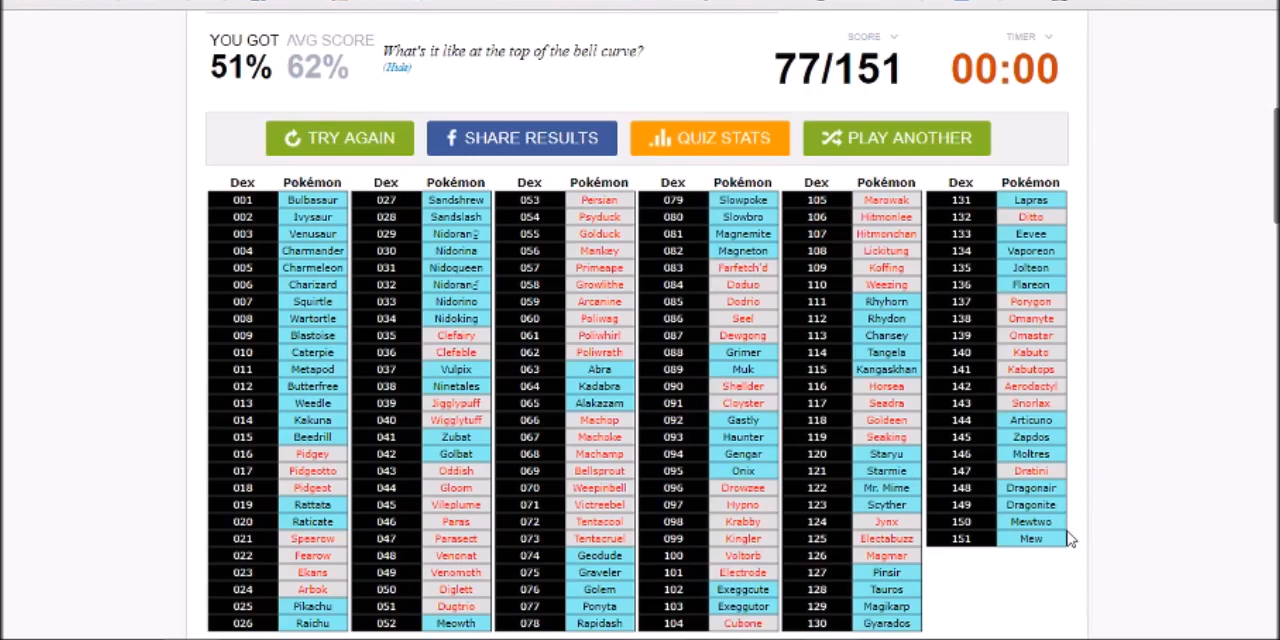 YOU GOT AVG SCORE What's it like at the top of the bell curve? SCORE TIMER
51% 62% (Hide) 77/151 00:00
TRY AGAIN SHARE RESULTS QUIZ STATS PLAY ANOTHER
Dex Pokémon Dex Pokémon Dex Pokémon Dex Pokémon Dex Pokémon Dex Pokémon
001 Bulbasaur 027 Sandshrew 053 Persian 079 Slowpoke 105 Marowak 131 Lapras
002 Ivysaur 028 Sandslash 054 Psyduck 080 Slowbro 106 Hitmonlee 132 Ditto
003 Venusaur 029 Nidoran♀ 055 Golduck 081 Magnemite 107 Hitmonchan 133 Eevee
004 Charmander 030 Nidorina 056 Mankey 082 Magneton 108 Lickitung 134 Vaporeon
005 Charmeleon 031 Nidoqueen 057 Primeape 083 Farfetch'd 109 Koffing 135 Jolteon
006 Charizard 032 Nidoran♂ 058 Growlithe 084 Doduo 110 Weezing 136 Flareon
007 Squirtle 033 Nidorino 059 Arcanine 085 Dodrio 111 Rhyhorn 137 Porygon
008 Wartortle 034 Nidoking 060 Poliwag 086 Seel 112 Rhydon 138 Omanyte
009 Blastoise 035 Clefairy 061 Poliwhirl 087 Dewgong 113 Chansey 139 Omastar
010 Caterpie 036 Clefable 062 Poliwrath 088 Grimer 114 Tangela 140 Kabuto
011 Metapod 037 Vulpix 063 Abra 089 Muk 115 Kangaskhan 141 Kabutops
012 Butterfree 038 Ninetales 064 Kadabra 090 Shellder 116 Horsea 142 Aerodactyl
013 Weedle 039 Jigglypuff 065 Alakazam 091 Cloyster 117 Seadra 143 Snorlax
014 Kakuna 040 Wigglytuff 066 Machop 092 Gastly 118 Goldeen 144 Articuno
015 Beedrill 041 Zubat 067 Machoke 093 Haunter 119 Seaking 145 Zapdos
016 Pidgey 042 Golbat 068 Machamp 094 Gengar 120 Staryu 146 Moltres
017 Pidgeotto 043 Oddish 069 Bellsprout 095 Onix 121 Starmie 147 Dratini
018 Pidgeot 044 Gloom 070 Weepinbell 096 Drowzee 122 Mr. Mime 148 Dragonair
019 Rattata 045 Vileplume 071 Victreebel 097 Hypno 123 Scyther 149 Dragonite
020 Raticate 046 Paras 072 Tentacool 098 Krabby 124 Jynx 150 Mewtwo
021 Spearow 047 Parasect 073 Tentacruel 099 Kingler 125 Electabuzz 151 Mew
022 Fearow 048 Venonat 074 Geodude 100 Voltorb 126 Magmar
023 Ekans 049 Venomoth 075 Graveler 101 Electrode 127 Pinsir
024 Arbok 050 Diglett 076 Golem 102 Exeggcute 128 Tauros
025 Pikachu 051 Dugtrio 077 Ponyta 103 Exeggutor 129 Magikarp
026 Raichu 052 Meowth 078 Rapidash 104 Cubone 130 Gyarados